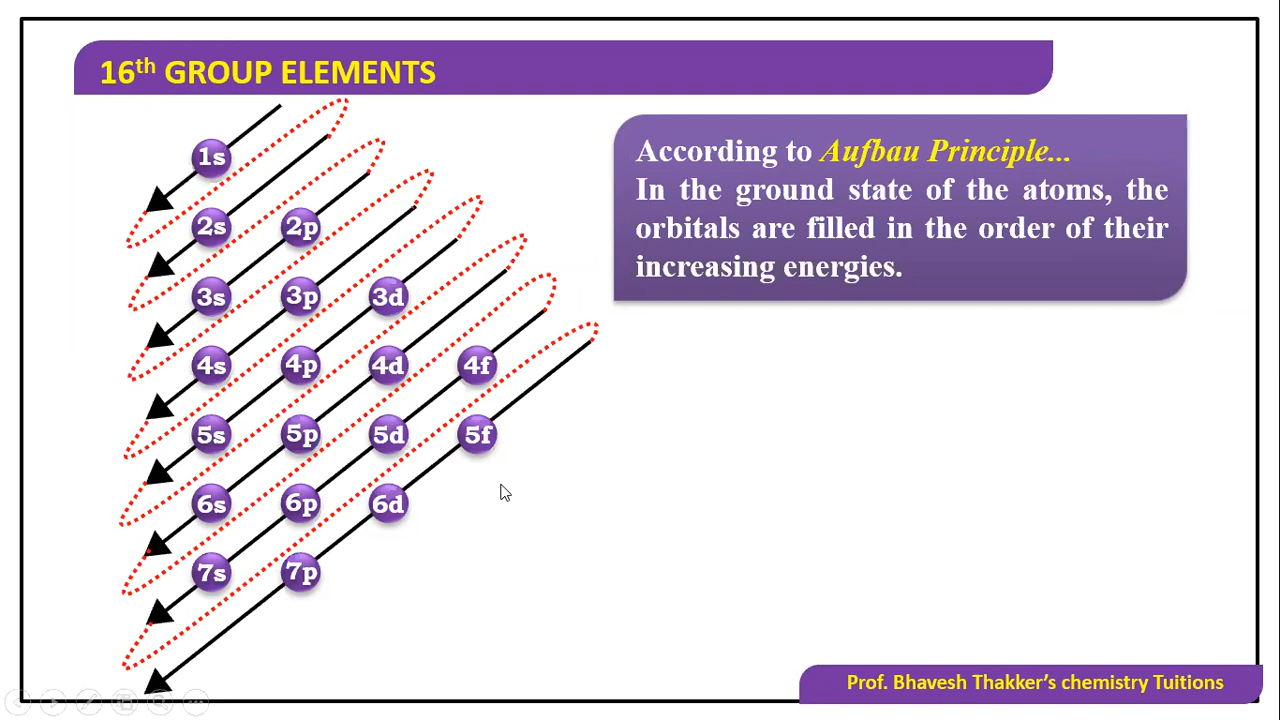 16th GROUP ELEMENTS
According to Aufbau Principle...
In the ground state of the atoms, the
orbitals are filled in the order of their
increasing energies.
1s
2s 2p
3s 3p 3d
4s 4p 4d 4f
5s 5p 5d 5f
6s 6p 6d
7s 7p
Prof. Bhavesh Thakker's chemistry Tuitions